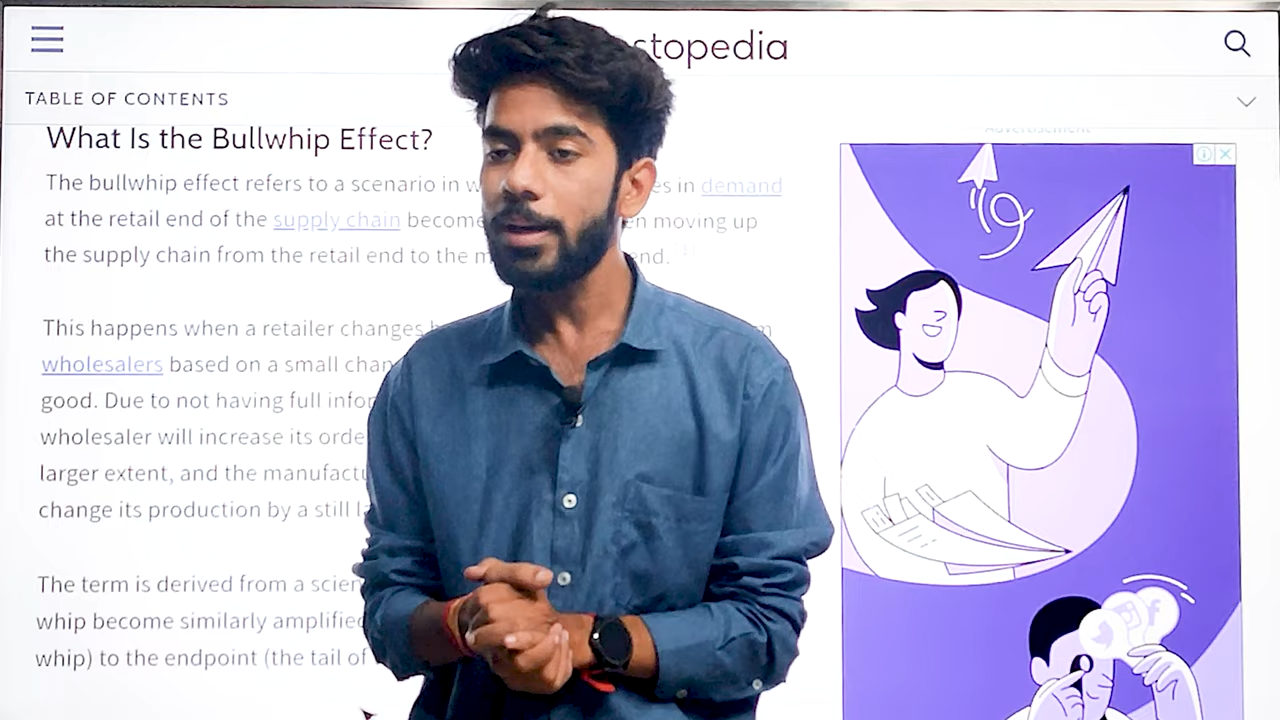 stopedia
TABLE OF CONTENTS
What Is the Bullwhip Effect?
Advertisement
The bullwhip effect refers to a scenario in w es in demand
at the retail end of the supply chain become en moving up
the supply chain from the retail end to the m end.
This happens when a retailer changes h m
wholesalers based on a small chan
good. Due to not having full infor
wholesaler will increase its orde
larger extent, and the manufactu
change its production by a still la
The term is derived from a scien
whip become similarly amplified
whip) to the endpoint (the tail of